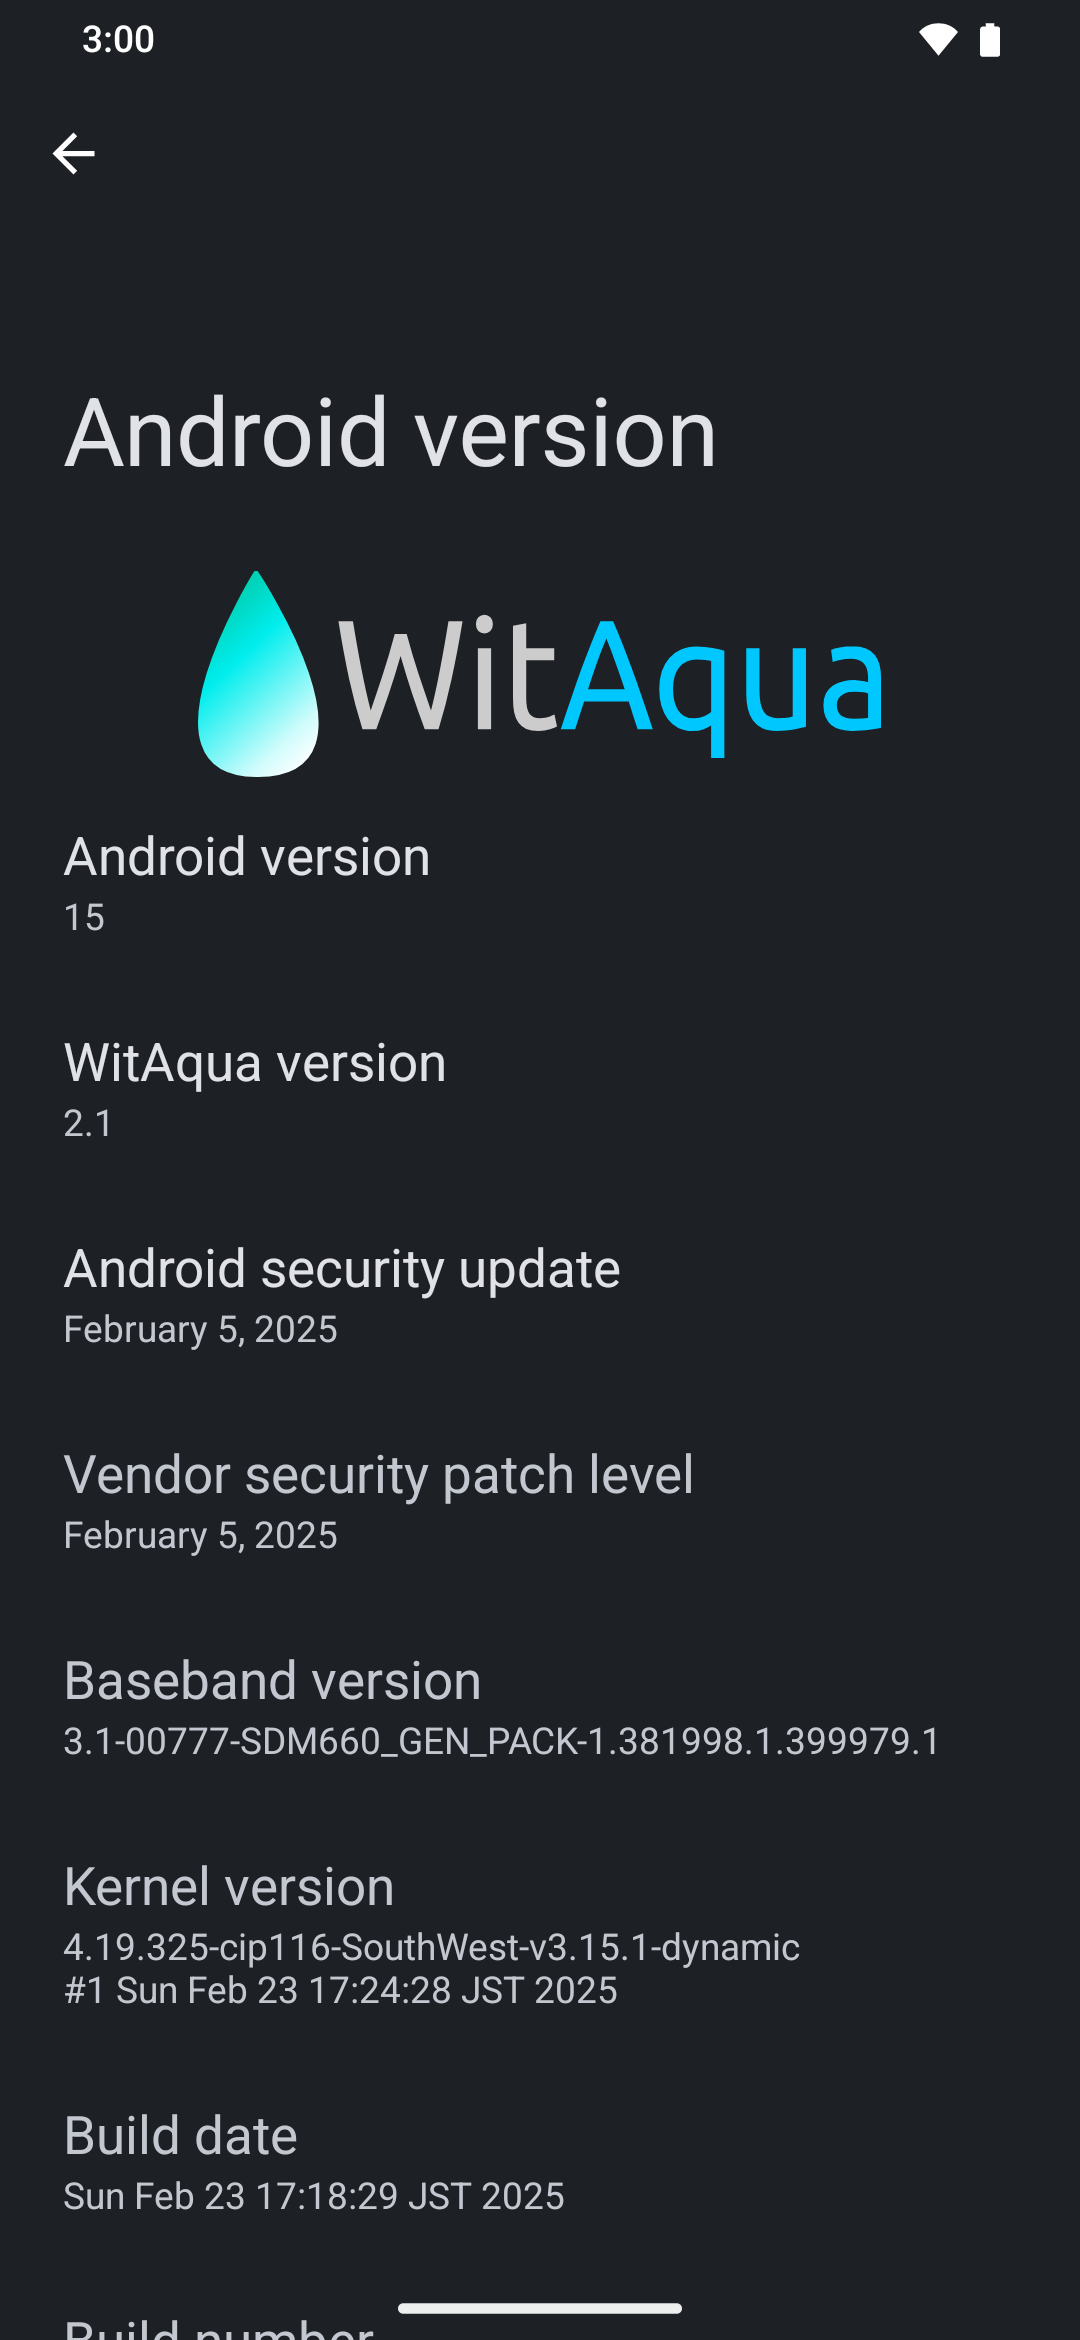 3:00
Android version
WitAqua
Android version
15
WitAqua version
2.1
Android security update
February 5, 2025
Vendor security patch level
February 5, 2025
Baseband version
3.1-00777-SDM660_GEN_PACK-1.381998.1.399979.1
Kernel version
4.19.325-cip116-SouthWest-v3.15.1-dynamic
#1 Sun Feb 23 17:24:28 JST 2025
Build date
Sun Feb 23 17:18:29 JST 2025
Build number